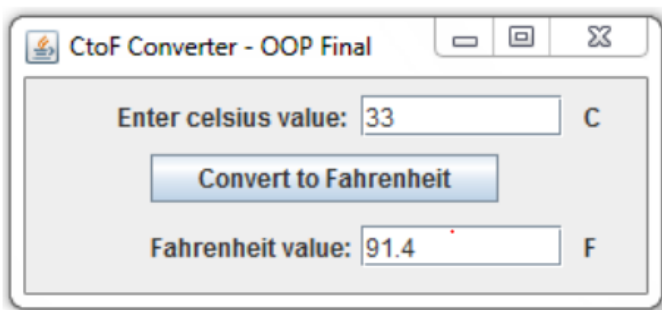 CtoF Converter - OOP Final
Enter celsius value: 33 C
Convert to Fahrenheit
Fahrenheit value: 91.4 F